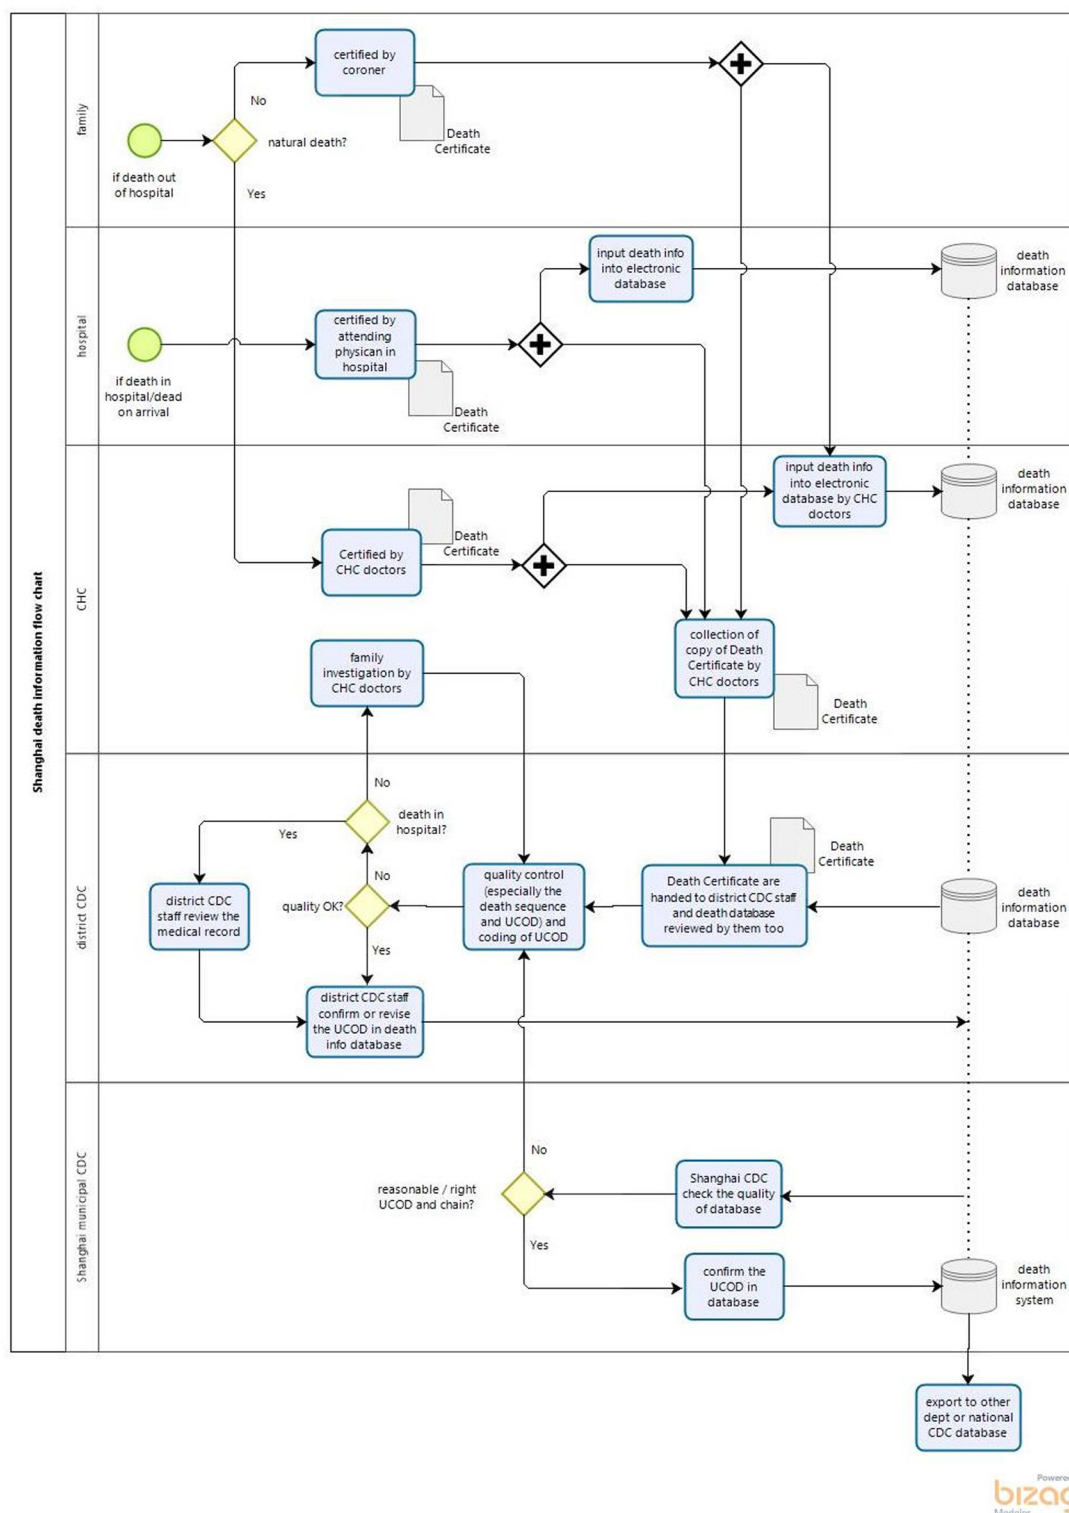 Shanghai death information flow chart
family
certified by
coroner
Death
Certificate
No
natural death?
if death out
of hospital
Yes
hospital
input death info
into electronic
database
death
information
database
certified by
attending
physican in
hospital
if death in
hospital/dead
on arrival
Death
Certificate
CHC
input death info
into electronic
database by CHC
doctors
death
information
database
Death
Certificate
Certified by
CHC doctors
collection of
copy of Death
Certificate by
CHC doctors
family
investigation by
CHC doctors
Death
Certificate
district CDC
No
death in
hospital?
Yes
Death
Certificate
No
quality OK?
quality control
(especially the
death sequence
and UCOD) and
coding of UCOD
Death Certificate are
handed to district CDC staff
and death database
reviewed by them too
death
information
database
district CDC
staff review the
medical record
Yes
district CDC staff
confirm or revise
the UCOD in death
info database
Shanghai municipal CDC
No
reasonable / right
UCOD and chain?
Shanghai CDC
check the quality
of database
Yes
confirm the
UCOD in
database
death
information
system
export to other
dept or national
CDC database
Powered
bizag